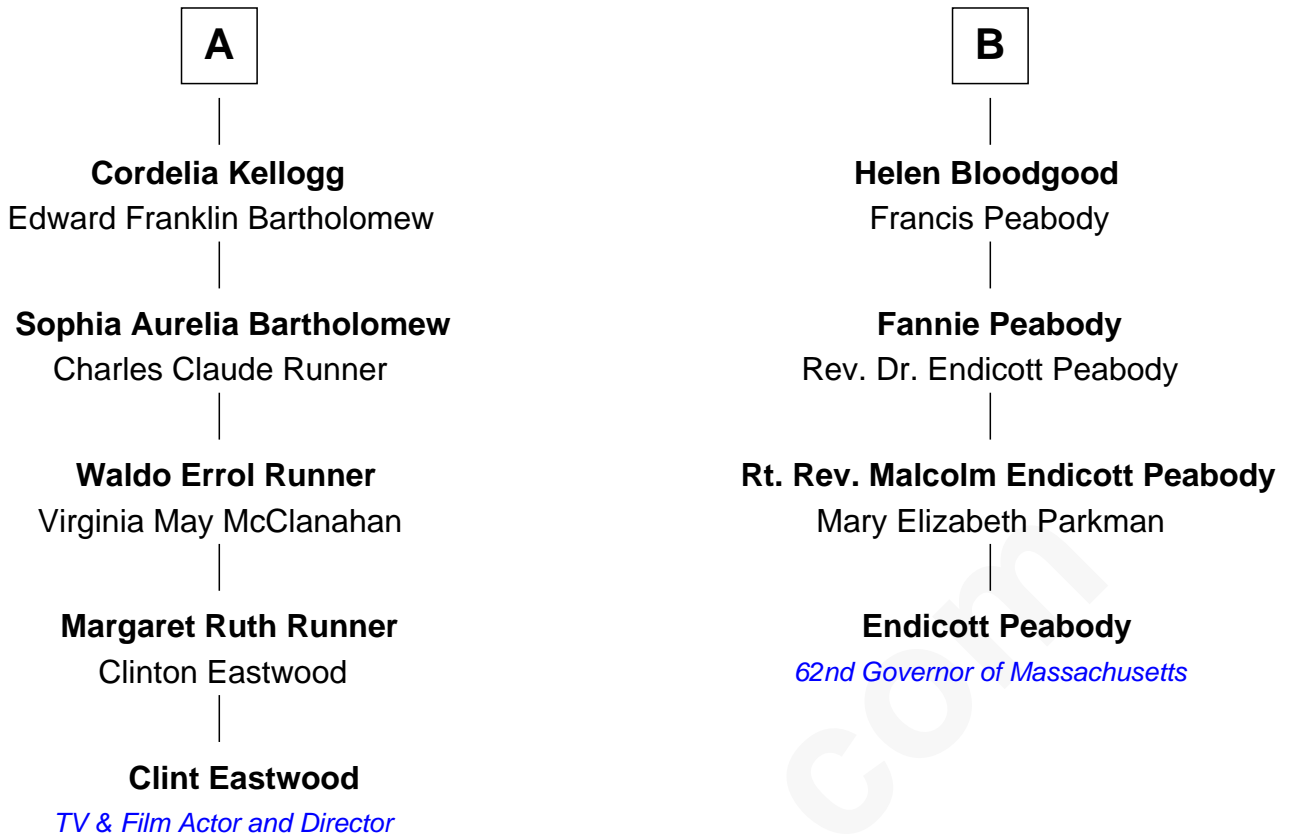 A
Cordelia Kellogg
Edward Franklin Bartholomew
Sophia Aurelia Bartholomew
Charles Claude Runner
Waldo Errol Runner
Virginia May McClanahan
Margaret Ruth Runner
Clinton Eastwood
Clint Eastwood
TV & Film Actor and Director
B
Helen Bloodgood
Francis Peabody
Fannie Peabody
Rev. Dr. Endicott Peabody
Rt. Rev. Malcolm Endicott Peabody
Mary Elizabeth Parkman
Endicott Peabody
62nd Governor of Massachusetts
com